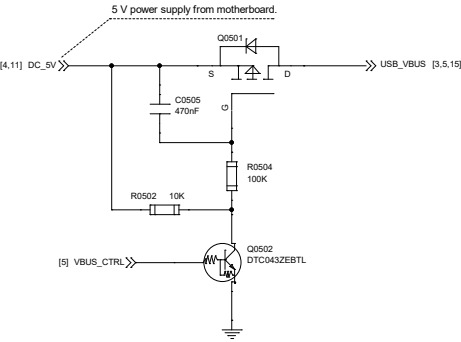 5 V power supply from motherboard.
Q0501
[4,11] DC_5V
S
D
USB_VBUS [3,5,15]
C0505
470nF
G
R0504
100K
R0502 10K
Q0502
DTC043ZEBTL
[5] VBUS_CTRL